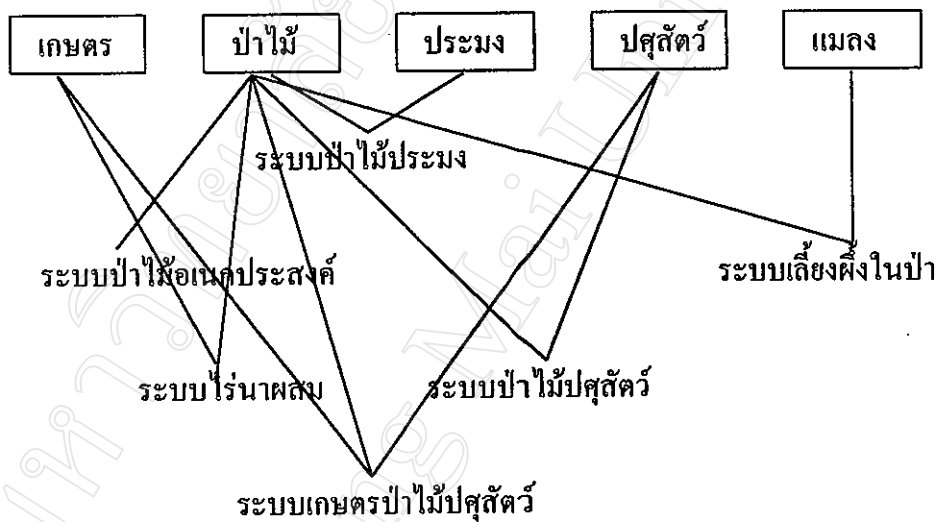 เกษตร ป่าไม้ ประมง ปศุสัตว์ แมลง
ระบบป่าไม้ประมง
ระบบป่าไม้อเนกประสงค์ ระบบเลี้ยงผึ้งในป่า
ระบบไร่นาผสม ระบบป่าไม้ปศุสัตว์
ระบบเกษตรป่าไม้ปศุสัตว์